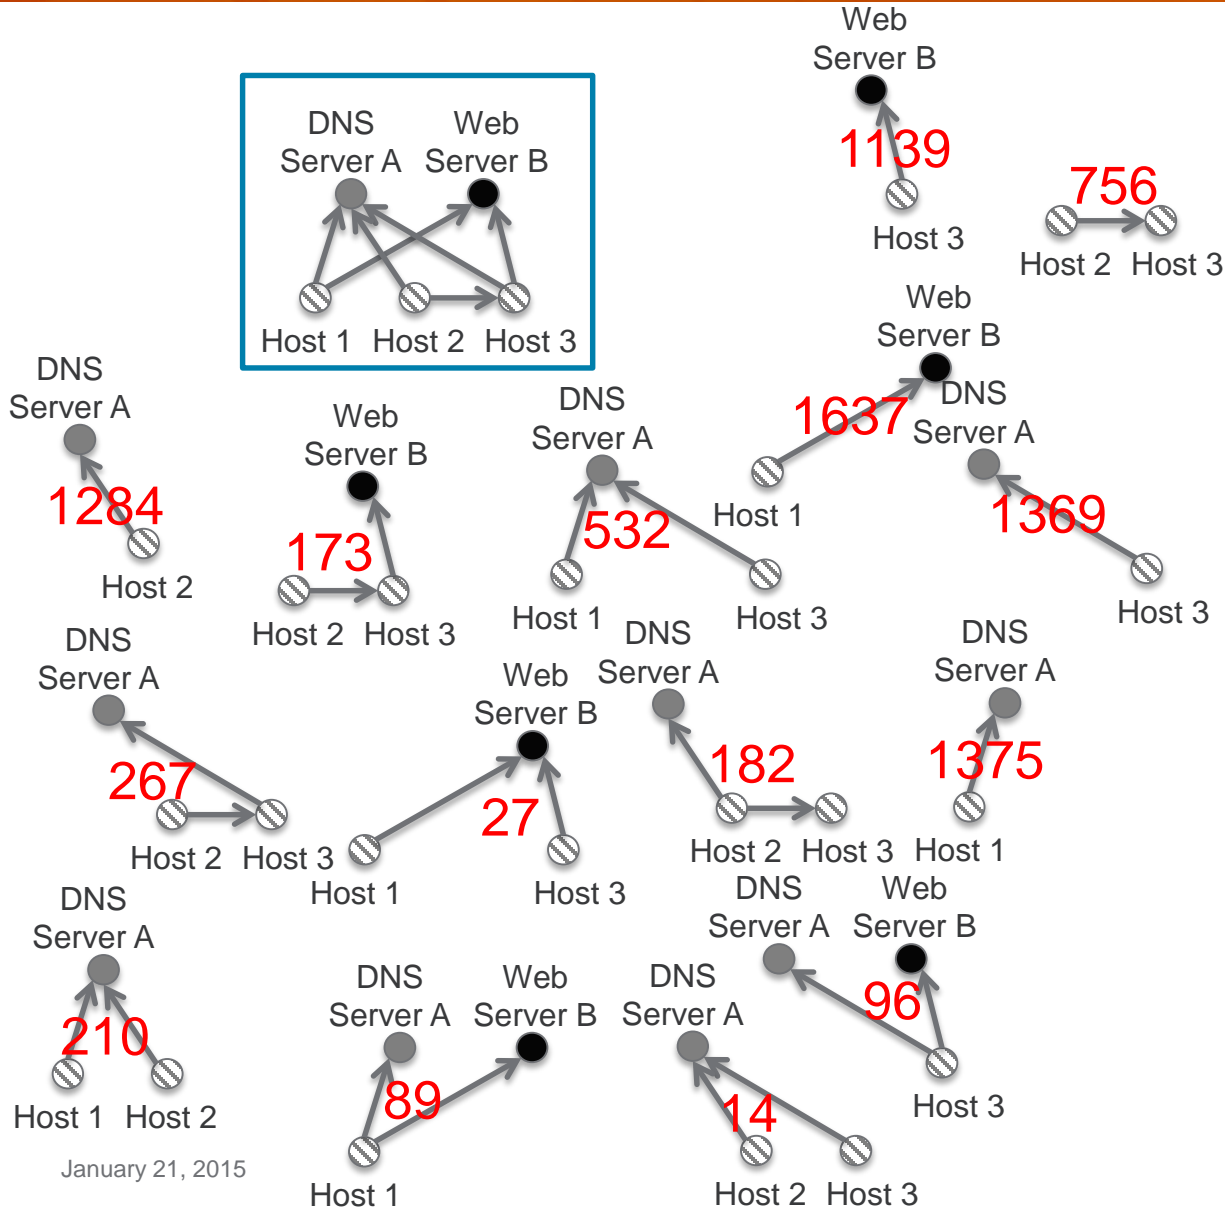 Web
Server B
1139
Host 3
756
Host 2 Host 3
DNS
Server A
Web
Server B
Host 1 Host 2 Host 3
Web
Server B
1637
Host 1
DNS
Server A
1284
Host 2
Web
Server B
173
Host 2 Host 3
DNS
Server A
532
Host 1
Host 3
DNS
Server A
1369
Host 3
DNS
Server A
267
Host 2 Host 3
Web
Server B
27
Host 1
Host 3
DNS
Server A
182
Host 2 Host 3
DNS
Server A
1375
Host 1
DNS
Server A
210
Host 1 Host 2
DNS
Server A
Web
Server B
89
Host 1
DNS
Server A
14
Host 2 Host 3
DNS
Server A
Web
Server B
96
Host 3
January 21, 2015